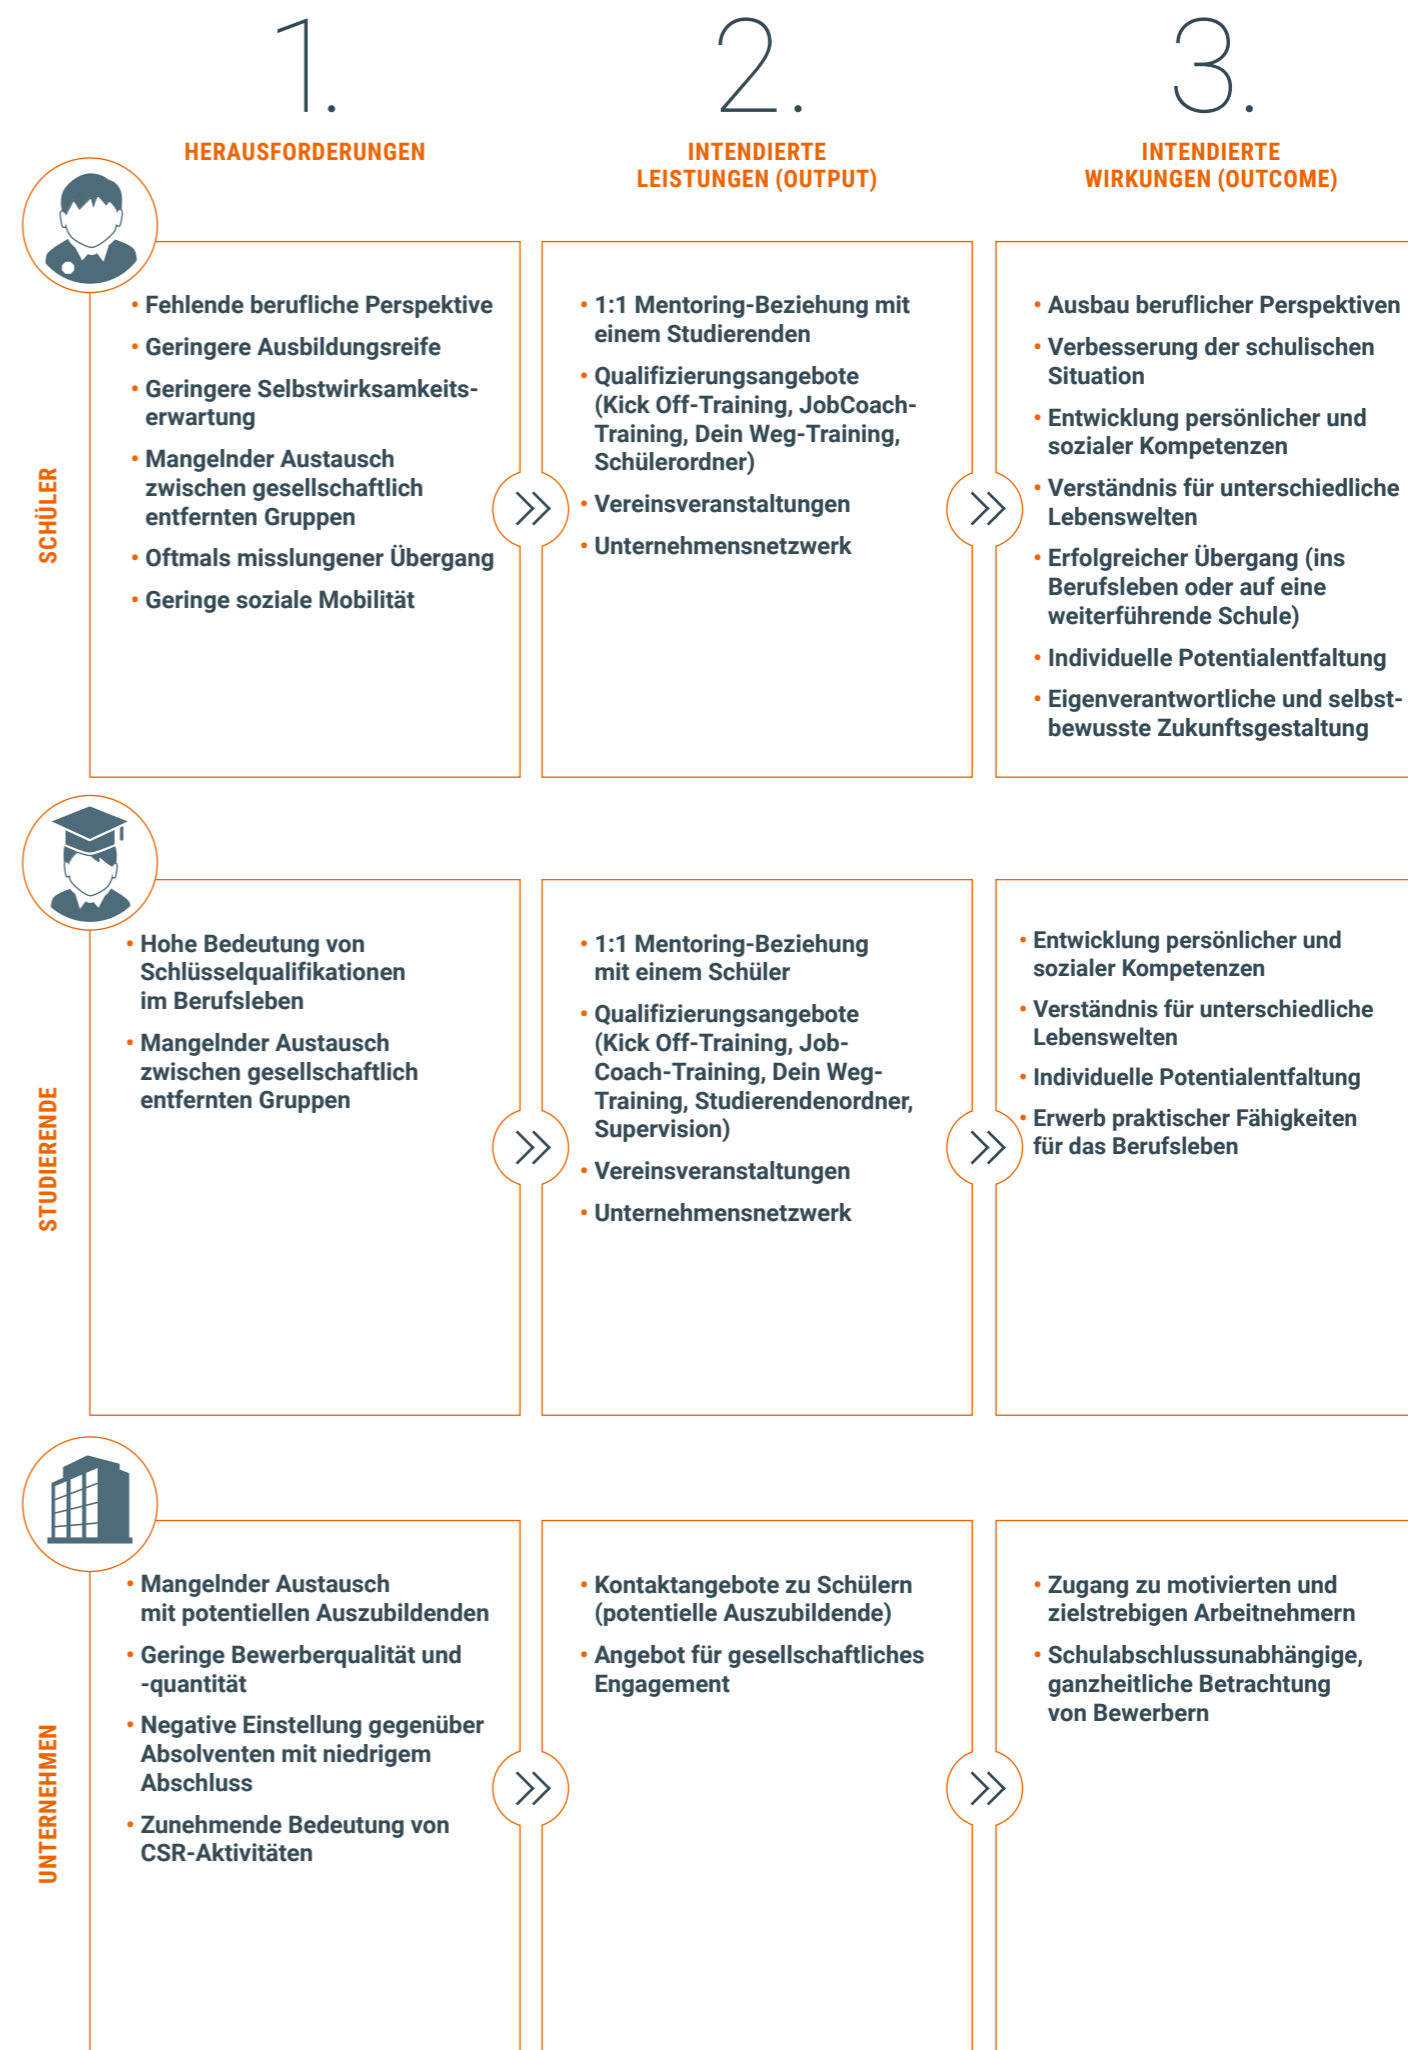 1.
HERAUSFORDERUNGEN
2.
INTENDIERTE
LEISTUNGEN (OUTPUT)
3.
INTENDIERTE
WIRKUNGEN (OUTCOME)
SCHÜLER
• Fehlende berufliche Perspektive
• Geringere Ausbildungsreife
• Geringere Selbstwirksamkeits-
erwartung
• Mangelnder Austausch
zwischen gesellschaftlich
entfernten Gruppen
• Oftmals misslungener Übergang
• Geringe soziale Mobilität
• 1:1 Mentoring-Beziehung mit
einem Studierenden
• Qualifizierungsangebote
(Kick Off-Training, JobCoach-
Training, Dein Weg-Training,
Schülerordner)
• Vereinsveranstaltungen
• Unternehmensnetzwerk
• Ausbau beruflicher Perspektiven
• Verbesserung der schulischen
Situation
• Entwicklung persönlicher und
sozialer Kompetenzen
• Verständnis für unterschiedliche
Lebenswelten
• Erfolgreicher Übergang (ins
Berufsleben oder auf eine
weiterführende Schule)
• Individuelle Potentialentfaltung
• Eigenverantwortliche und selbst-
bewusste Zukunftsgestaltung
STUDIERENDE
• Hohe Bedeutung von
Schlüsselqualifikationen
im Berufsleben
• Mangelnder Austausch
zwischen gesellschaftlich
entfernten Gruppen
• 1:1 Mentoring-Beziehung
mit einem Schüler
• Qualifizierungsangebote
(Kick Off-Training, Job-
Coach-Training, Dein Weg-
Training, Studierendenordner,
Supervision)
• Vereinsveranstaltungen
• Unternehmensnetzwerk
• Entwicklung persönlicher und
sozialer Kompetenzen
• Verständnis für unterschiedliche
Lebenswelten
• Individuelle Potentialentfaltung
• Erwerb praktischer Fähigkeiten
für das Berufsleben
UNTERNEHMEN
• Mangelnder Austausch
mit potentiellen Auszubildenden
• Geringe Bewerberqualität und
-quantität
• Negative Einstellung gegenüber
Absolventen mit niedrigem
Abschluss
• Zunehmende Bedeutung von
CSR-Aktivitäten
• Kontaktangebote zu Schülern
(potentielle Auszubildende)
• Angebot für gesellschaftliches
Engagement
• Zugang zu motivierten und
zielstrebigen Arbeitnehmern
• Schulabschlussunabhängige,
ganzheitliche Betrachtung
von Bewerbern